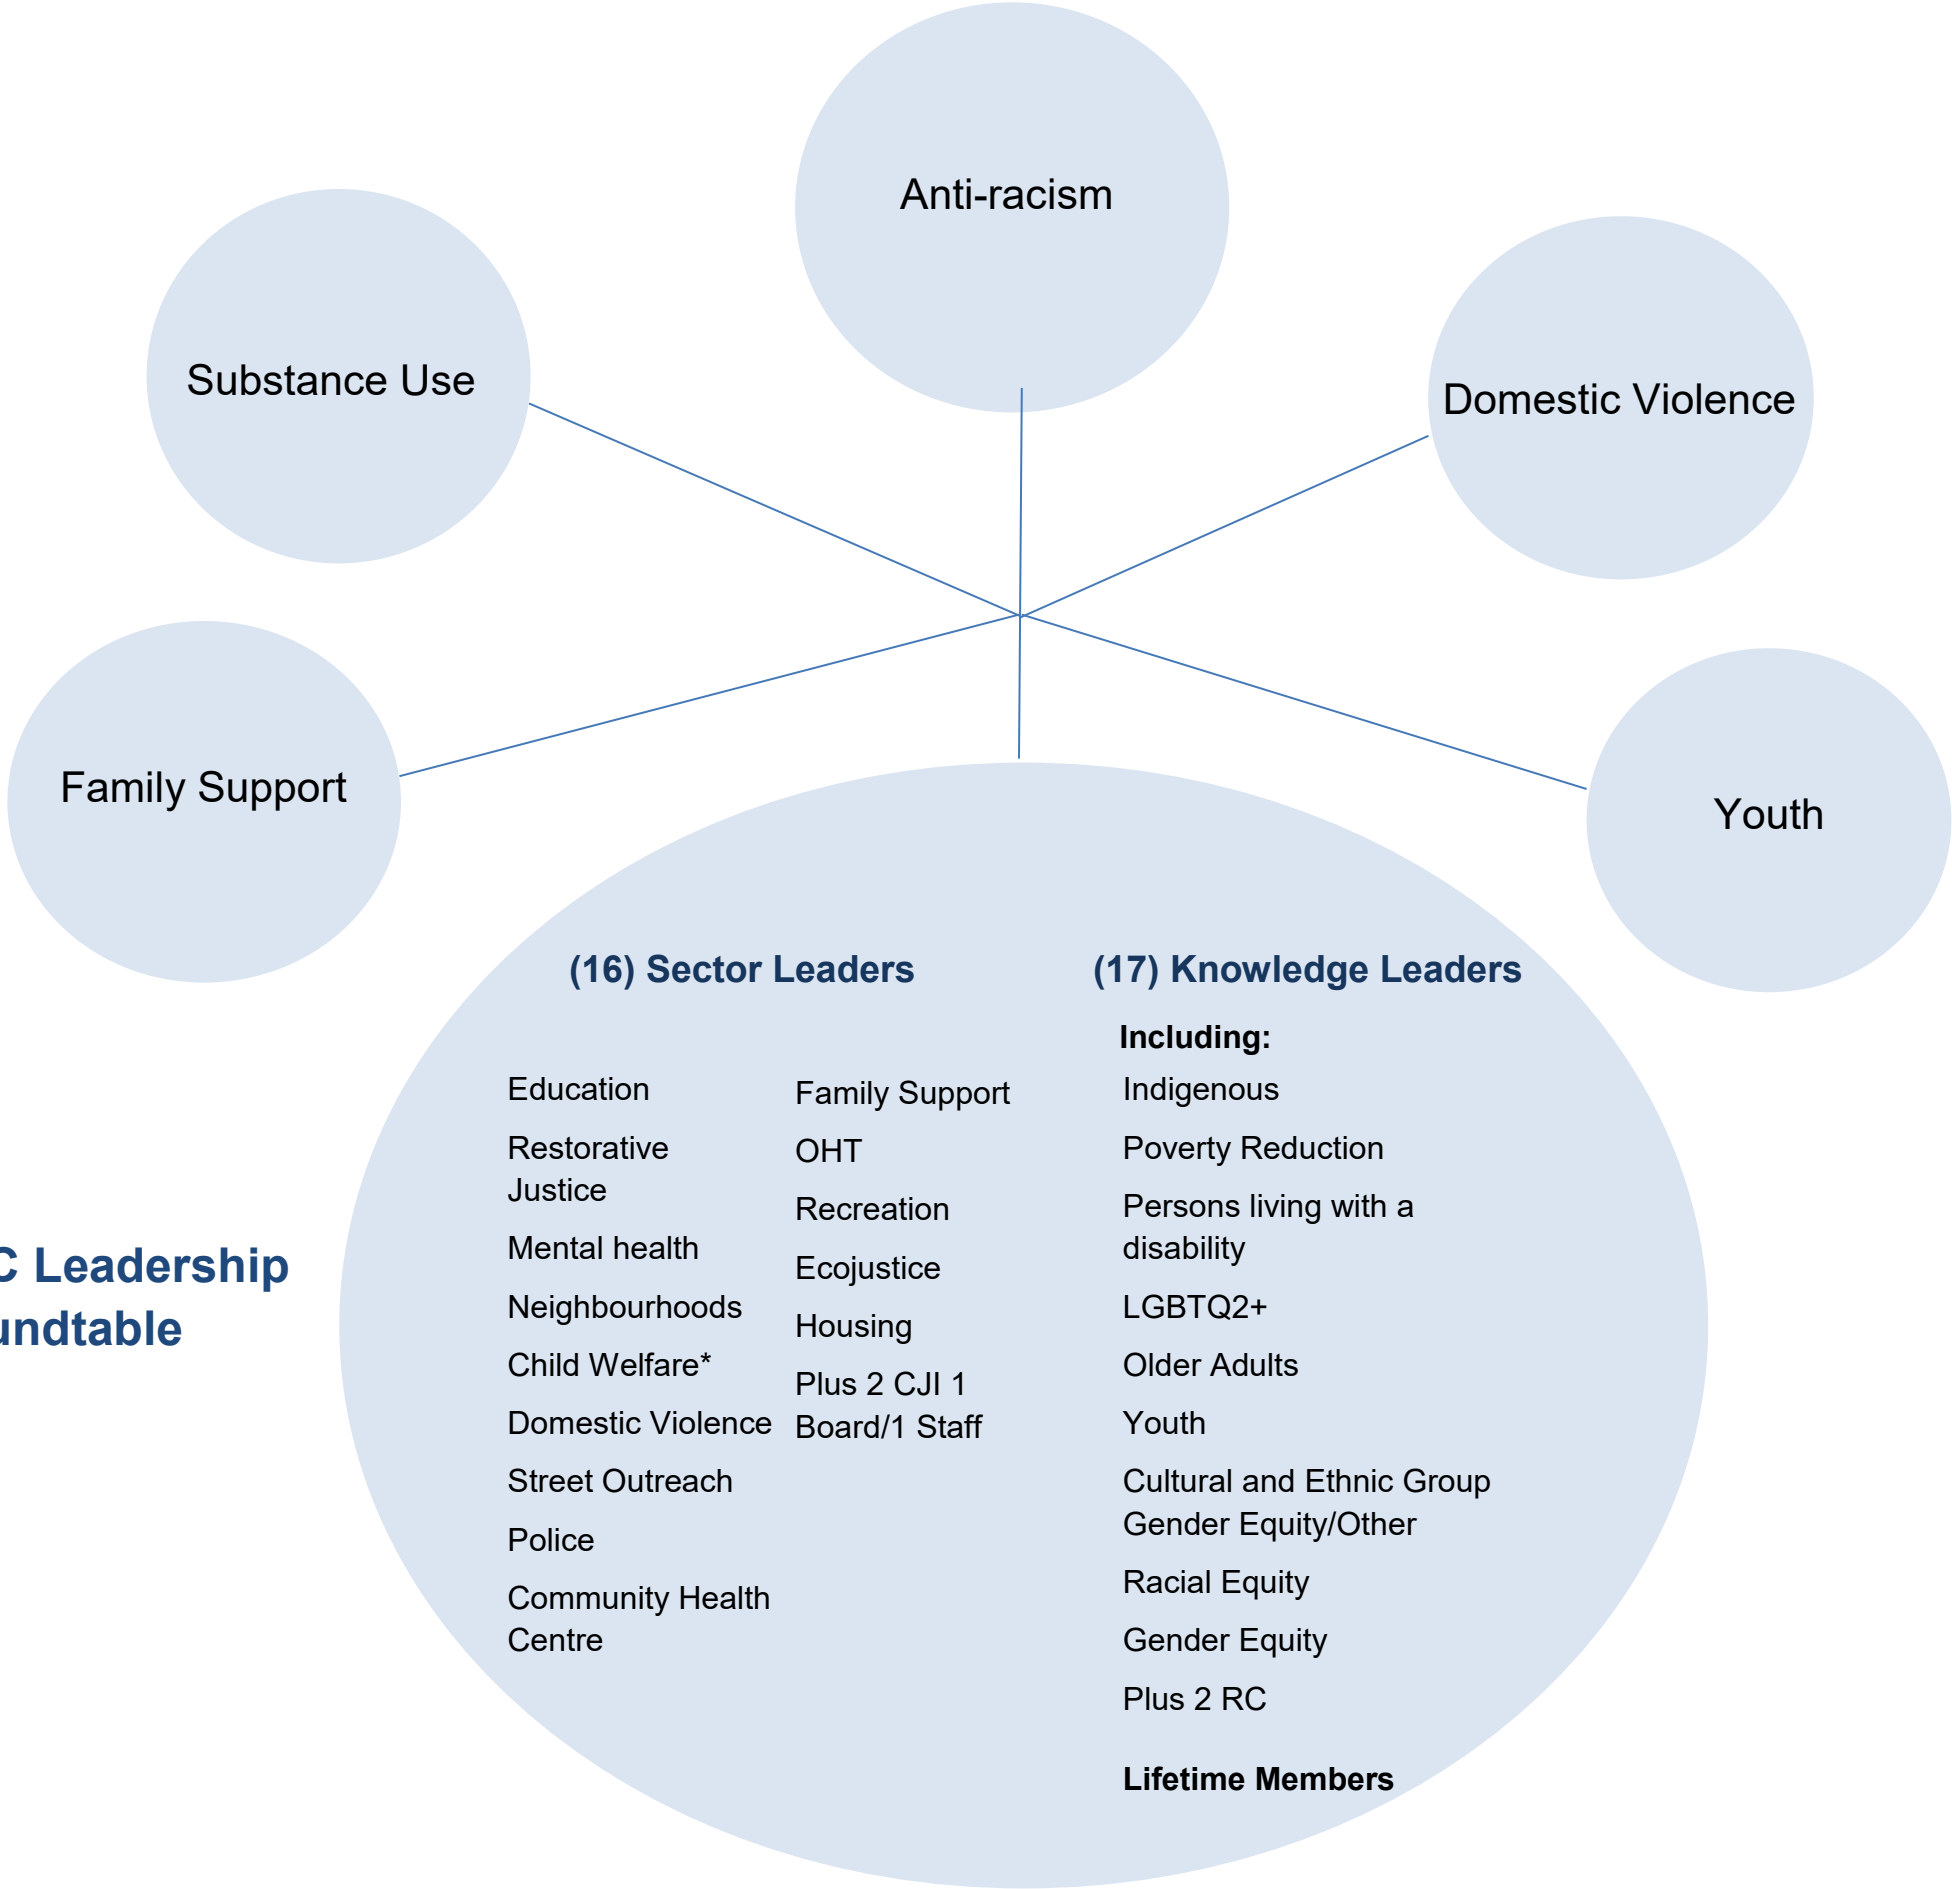 Anti-racism
Substance Use
Domestic Violence
Family Support
Youth
(16) Sector Leaders
(17) Knowledge Leaders
Including:
Education
Restorative
Justice
Mental health
Neighbourhoods
Child Welfare*
Domestic Violence
Street Outreach
Police
Community Health
Centre
Family Support
OHT
Recreation
Ecojustice
Housing
Plus 2 CJI 1
Board/1 Staff
Indigenous
Poverty Reduction
Persons living with a
disability
LGBTQ2+
Older Adults
Youth
Cultural and Ethnic Group
Gender Equity/Other
Racial Equity
Gender Equity
Plus 2 RC
Lifetime Members
Leadership